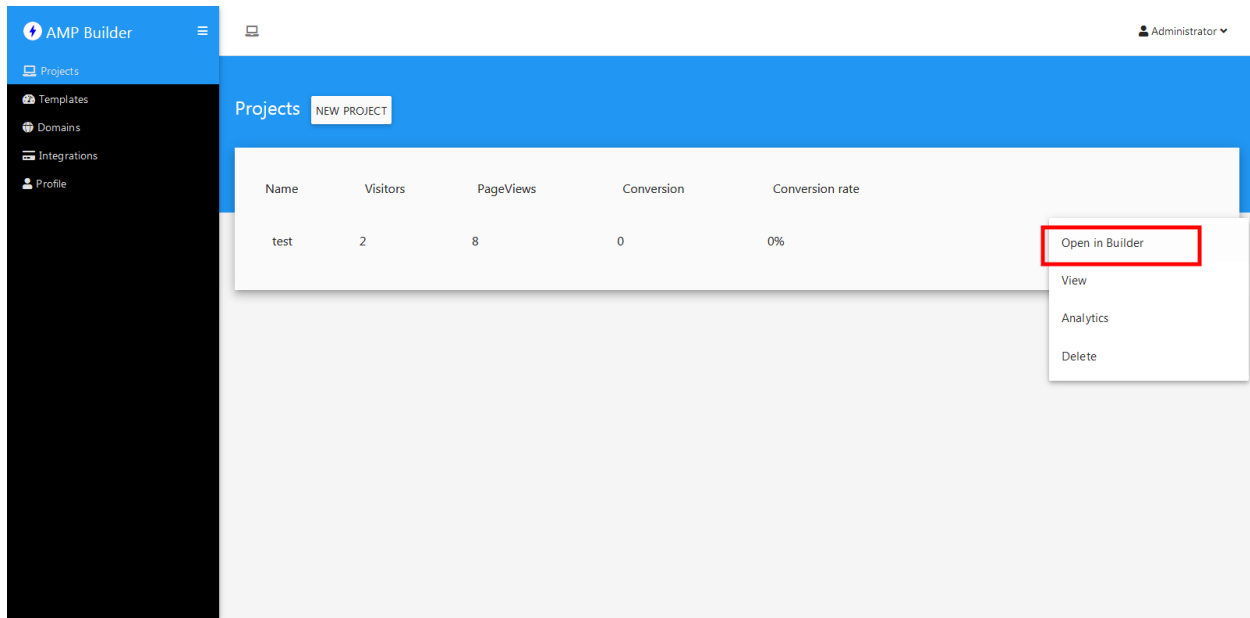 AMP Builder
Administrator
Projects
Templates
Domains
Integrations
Profile
Projects NEW PROJECT
Name Visitors PageViews Conversion Conversion rate
test 2 8 0 0%
Open in Builder
View
Analytics
Delete